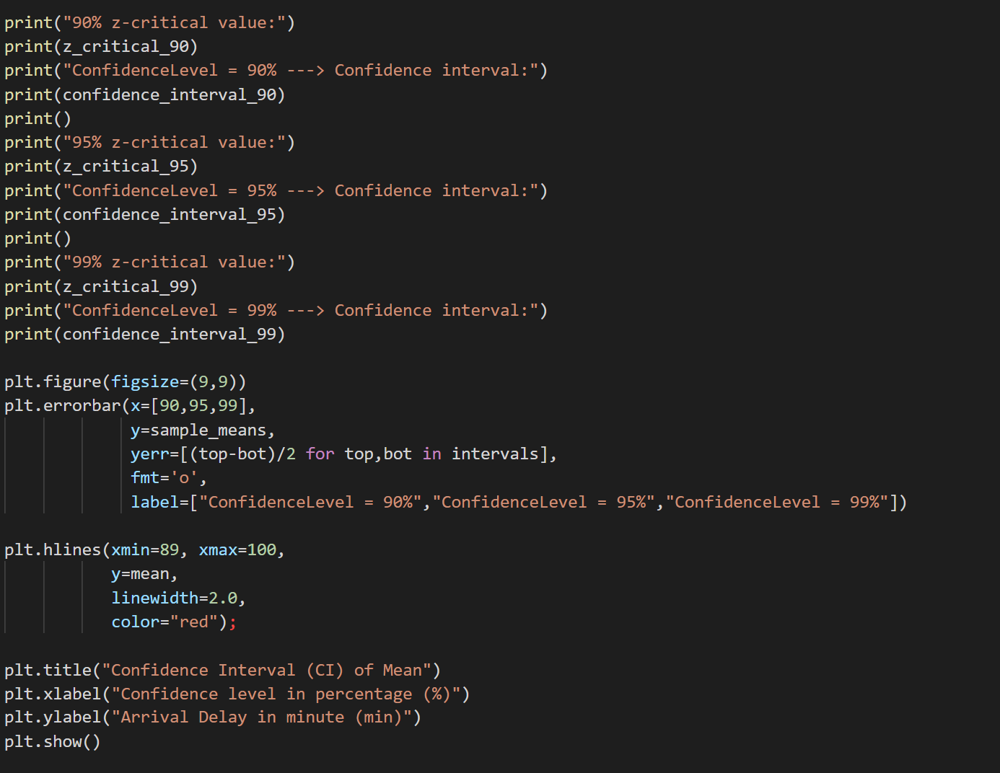 print("90% z-critical value:")
print(z_critical_90)
print("ConfidenceLevel = 90% ---> Confidence interval:")
print(confidence_interval_90)
print()
print("95% z-critical value:")
print(z_critical_95)
print("ConfidenceLevel = 95% ---> Confidence interval:")
print(confidence_interval_95)
print()
print("99% z-critical value:")
print(z_critical_99)
print("ConfidenceLevel = 99% ---> Confidence interval:")
print(confidence_interval_99)

plt.figure(figsize=(9,9))
plt.errorbar(x=[90,95,99],
             y=sample_means,
             yerr=[(top-bot)/2 for top,bot in intervals],
             fmt='o',
             label=["ConfidenceLevel = 90%","ConfidenceLevel = 95%","ConfidenceLevel = 99%"])

plt.hlines(xmin=89, xmax=100,
           y=mean,
           linewidth=2.0,
           color="red");

plt.title("Confidence Interval (CI) of Mean")
plt.xlabel("Confidence level in percentage (%)")
plt.ylabel("Arrival Delay in minute (min)")
plt.show()